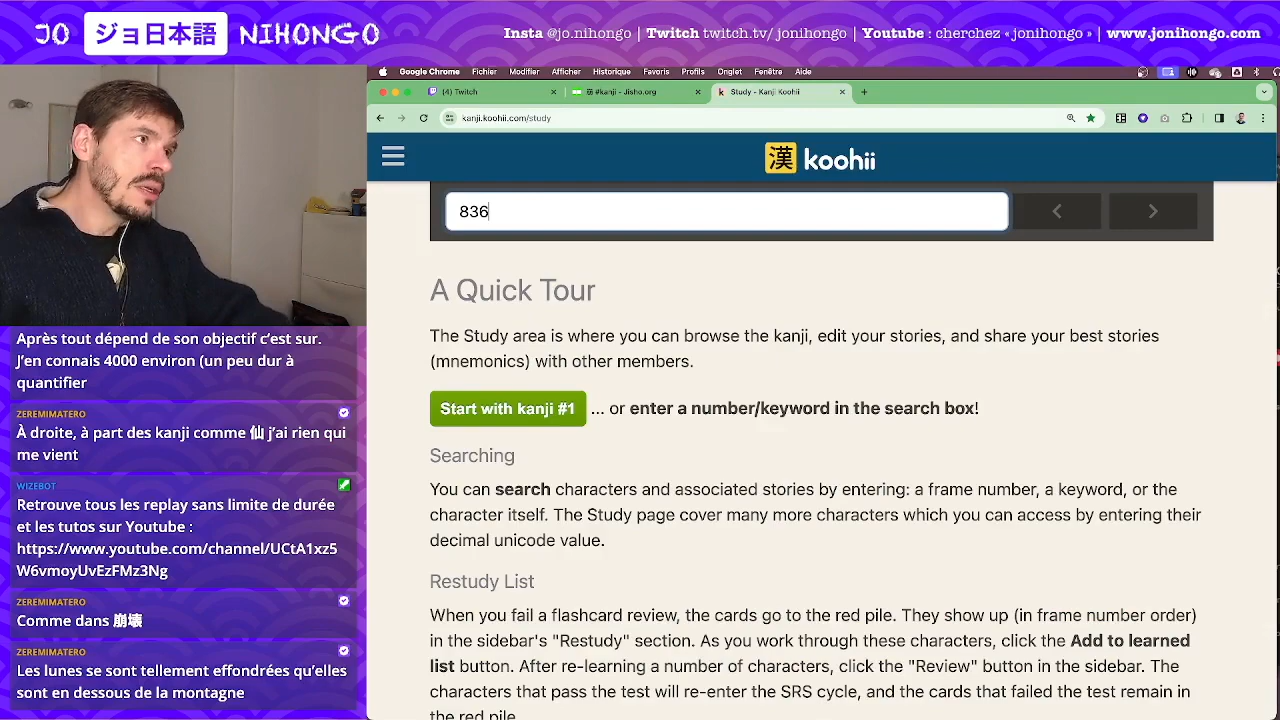 JO ジョ日本語 NIHONGO
Insta @jo.nihongo | Twitch twitch.tv/ jonihongo | Youtube : cherchez « jonihongo » | www.jonihongo.com
Google Chrome Fichier Modifier Afficher Historique Favoris Profils Onglet Fenêtre Aide
(4) Twitch
#kanji - Jisho.org
Study - Kanji Koohii
kanji.koohii.com/study
漢 koohii
836
A Quick Tour
The Study area is where you can browse the kanji, edit your stories, and share your best stories
(mnemonics) with other members.
Start with kanji #1 ... or enter a number/keyword in the search box!
Searching
You can search characters and associated stories by entering: a frame number, a keyword, or the
character itself. The Study page cover many more characters which you can access by entering their
decimal unicode value.
Restudy List
When you fail a flashcard review, the cards go to the red pile. They show up (in frame number order)
in the sidebar's "Restudy" section. As you work through these characters, click the Add to learned
list button. After re-learning a number of characters, click the "Review" button in the sidebar. The
characters that pass the test will re-enter the SRS cycle, and the cards that failed the test remain in
the red pile.
Après tout dépend de son objectif c'est sur.
J'en connais 4000 environ (un peu dur à
quantifier
ZEREMIMATERO
À droite, à part des kanji comme 仙 j'ai rien qui
me vient
WIZEBOT
Retrouve tous les replay sans limite de durée
et les tutos sur Youtube :
https://www.youtube.com/channel/UCtA1xz5
W6vmoyUvEzFMz3Ng
ZEREMIMATERO
Comme dans 崩壊
ZEREMIMATERO
Les lunes se sont tellement effondrées qu'elles
sont en dessous de la montagne